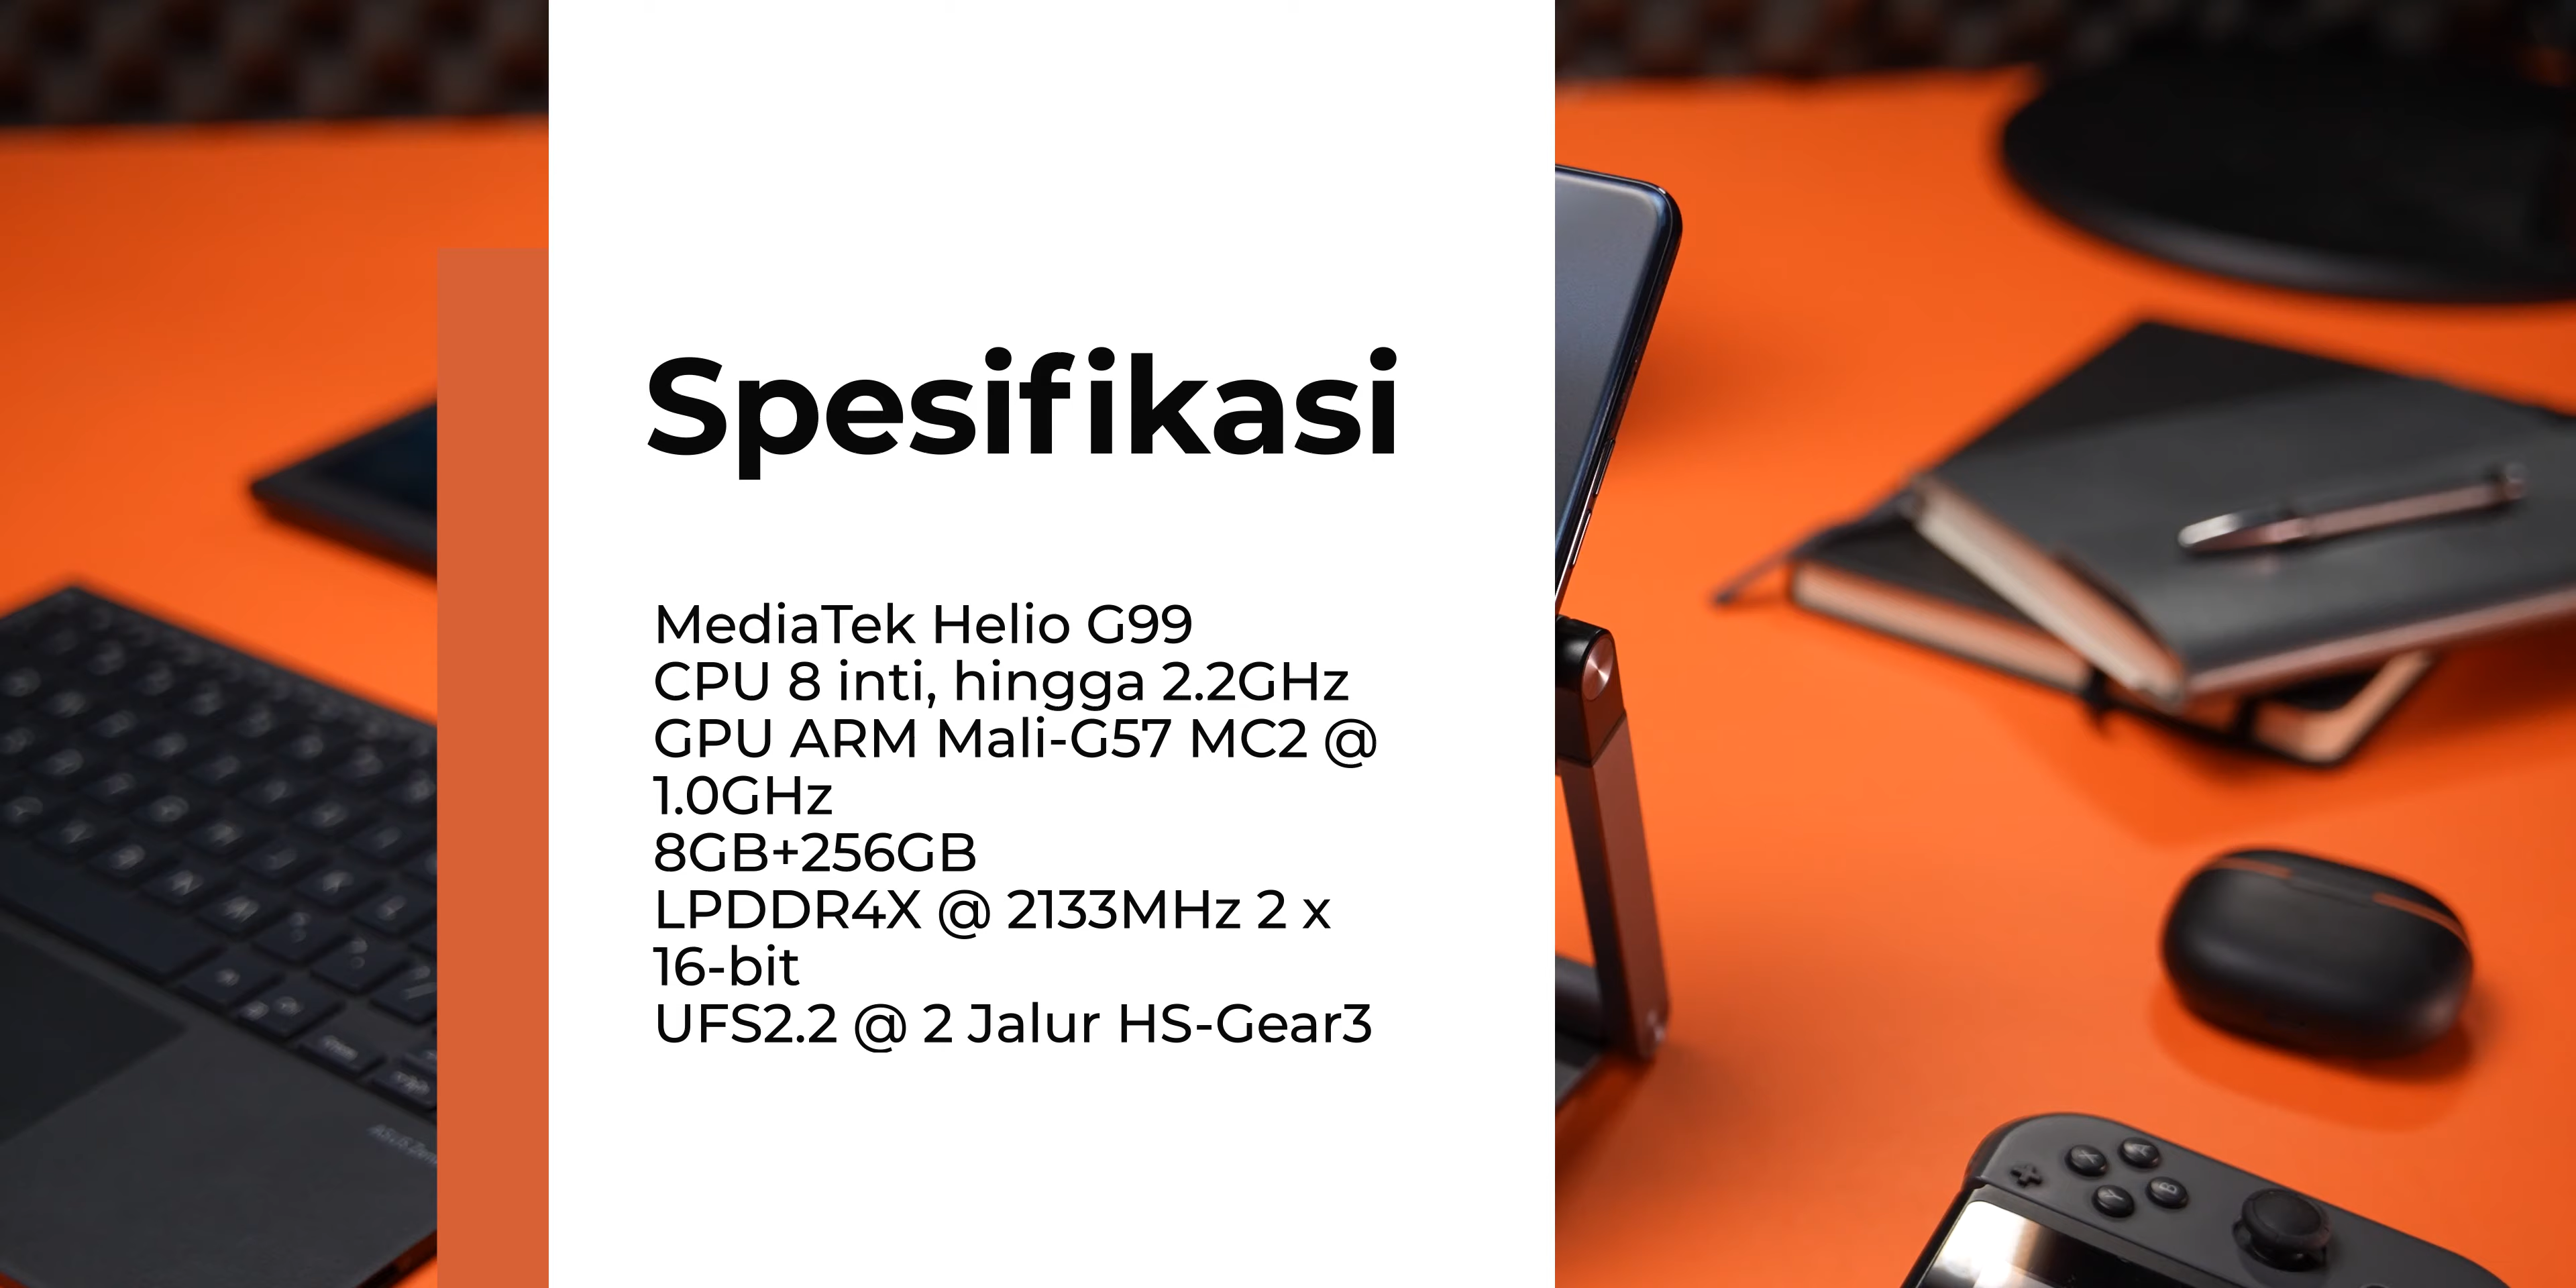 Spesifikasi
MediaTek Helio G99
CPU 8 inti, hingga 2.2GHz
GPU ARM Mali-G57 MC2 @
1.0GHz
8GB+256GB
LPDDR4X @ 2133MHz 2 x
16-bit
UFS2.2 @ 2 Jalur HS-Gear3